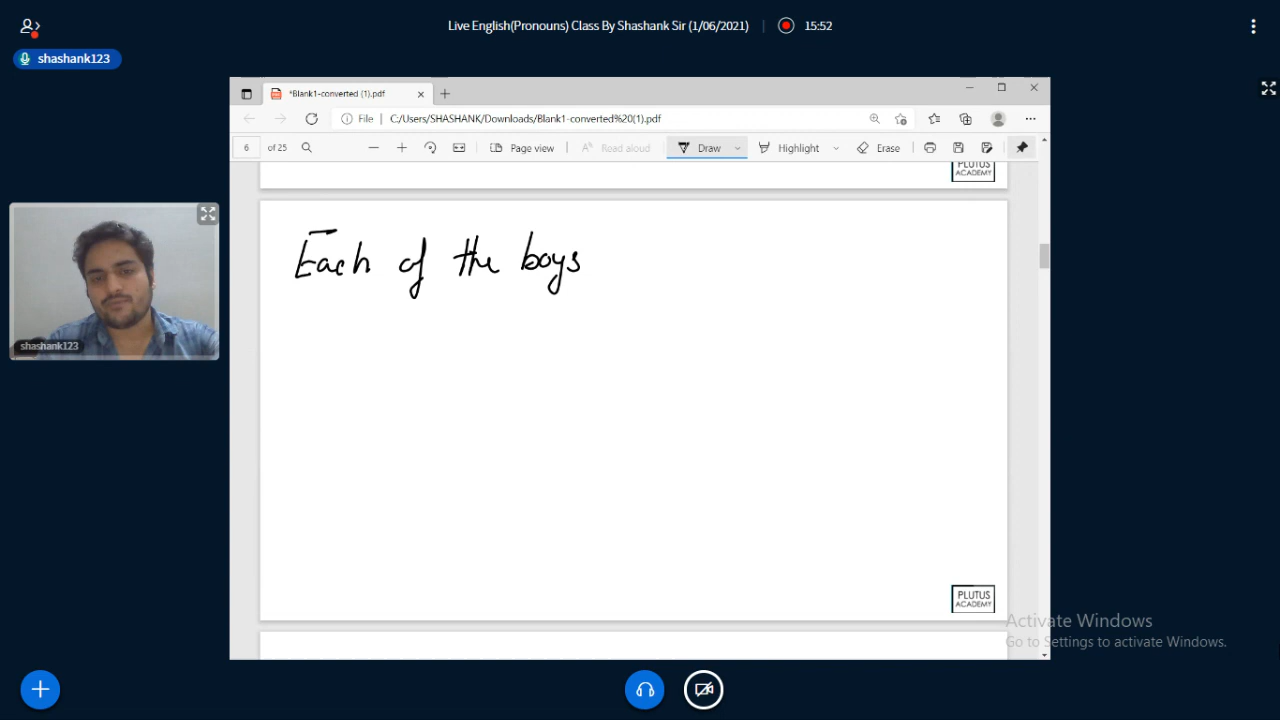 Live English(Pronouns) Class By Shashank Sir (1/06/2021)
15:52
shashank123
*Blank1-converted (1).pdf
File
C:/Users/SHASHANK/Downloads/Blank1-converted%20(1).pdf
6 of 25
Page view
Read aloud
Draw
Highlight
Erase
PLUTUS
ACADEMY
Each of the boys
shashank123
PLUTUS
ACADEMY
Activate Windows
Go to Settings to activate Windows.